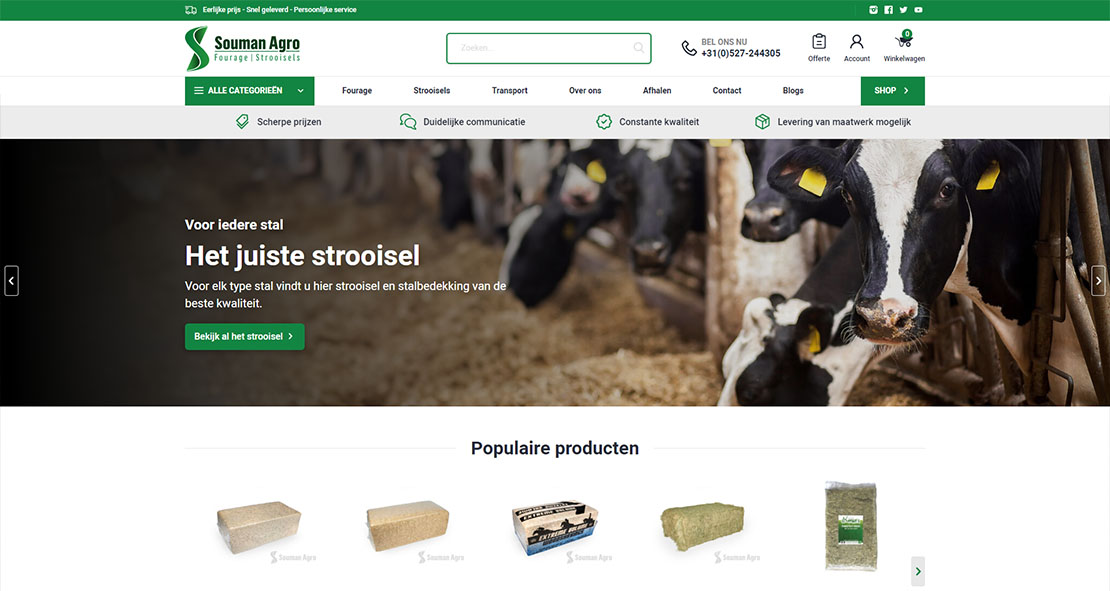 Eerlijke prijs - Snel geleverd - Persoonlijke service
Souman Agro
Fourage | Strooisels
Zoeken...
BEL ONS NU
+31(0)527-244305
Offerte
Account
0
Winkelwagen
ALLE CATEGORIEËN
Fourage
Strooisels
Transport
Over ons
Afhalen
Contact
Blogs
SHOP
Scherpe prijzen
Duidelijke communicatie
Constante kwaliteit
Levering van maatwerk mogelijk
Voor iedere stal
Het juiste strooisel
Voor elk type stal vindt u hier strooisel en stalbedekking van de
beste kwaliteit.
Bekijk al het strooisel
Populaire producten
EXTREME HOLLAND
Souman Agro
Souman Agro
Souman Agro
Souman Agro